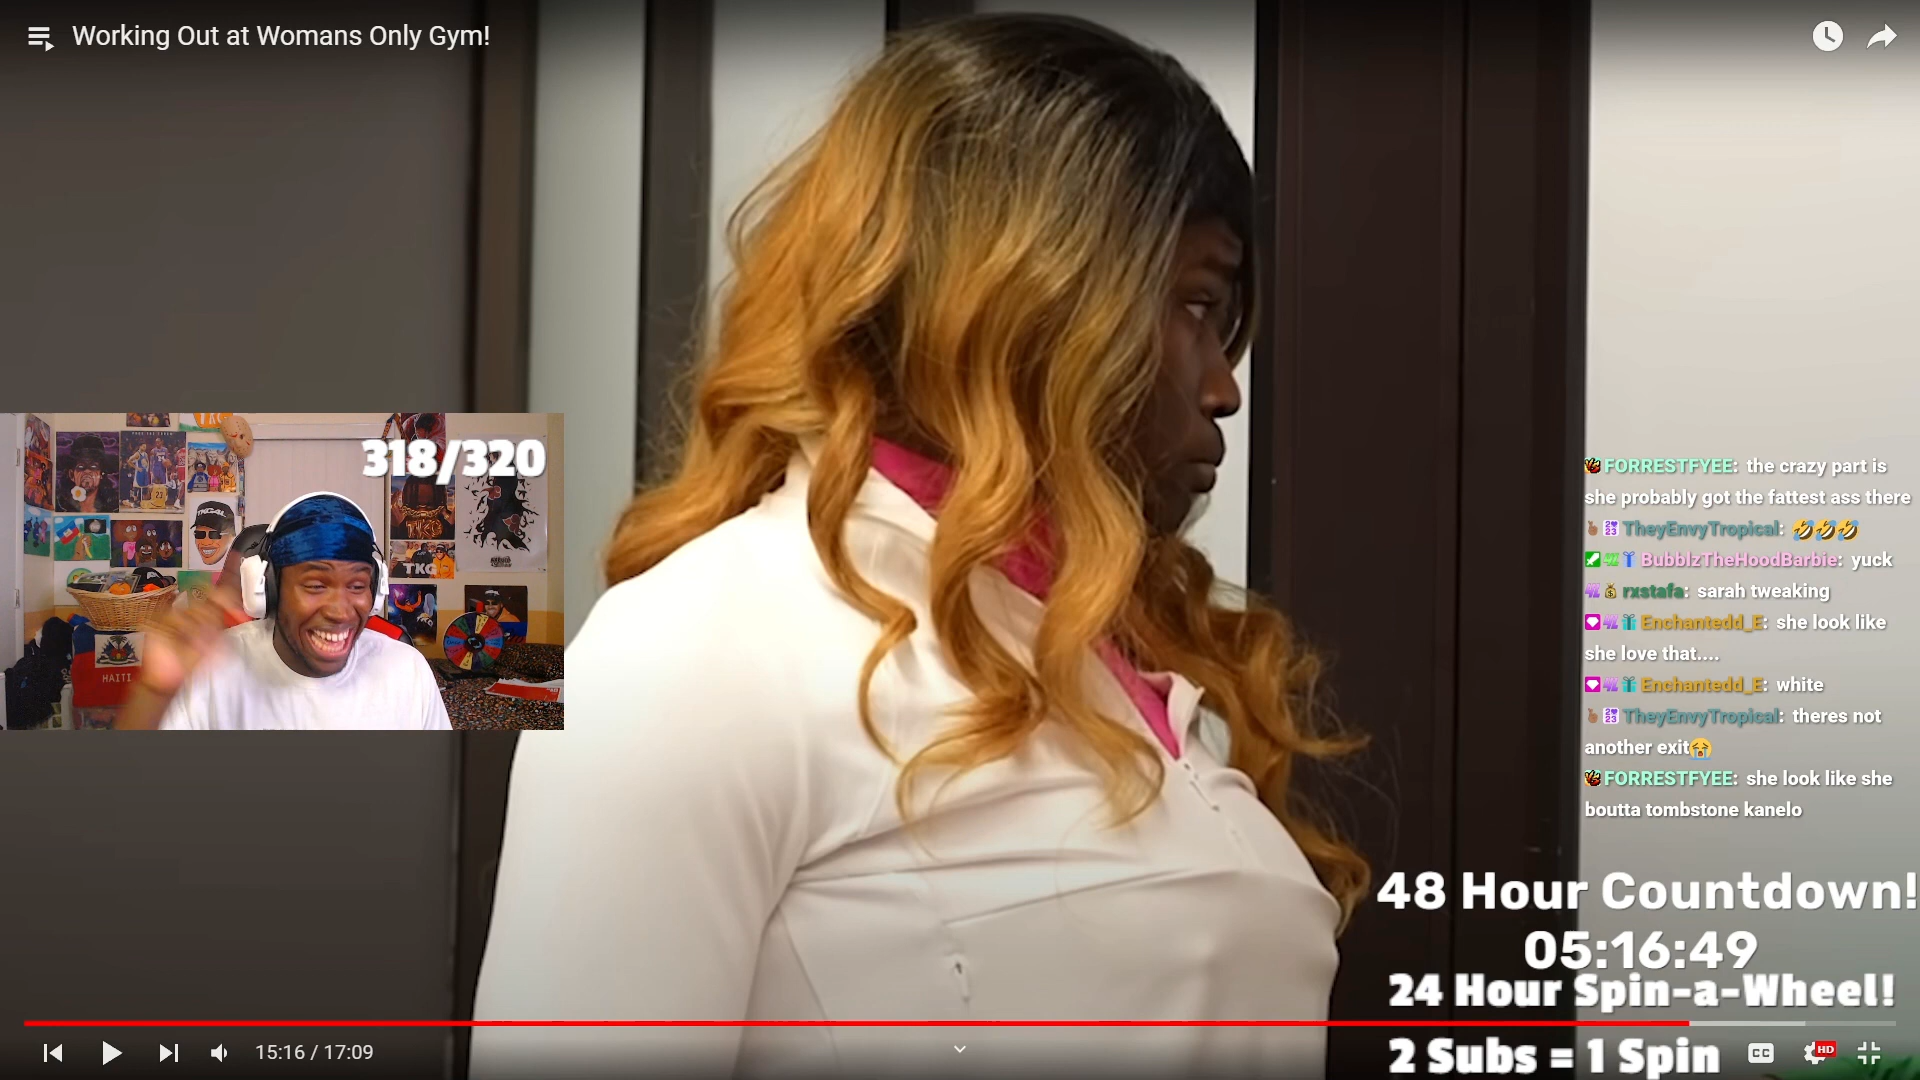 Working Out at Womans Only Gym!
318/320
TKG
HAITI
FORRESTFYEE: the crazy part is
she probably got the fattest ass there
TheyEnvyTropical: 🤣🤣🤣
BubblzTheHoodBarbie: yuck
rxstafa: sarah tweaking
Enchantedd_E: she look like
she love that....
Enchantedd_E: white
TheyEnvyTropical: theres not
another exit😭
FORRESTFYEE: she look like she
boutta tombstone kanelo
48 Hour Countdown!
05:16:49
24 Hour Spin-a-Wheel!
2 Subs = 1 Spin
15:16 / 17:09
CC
HD